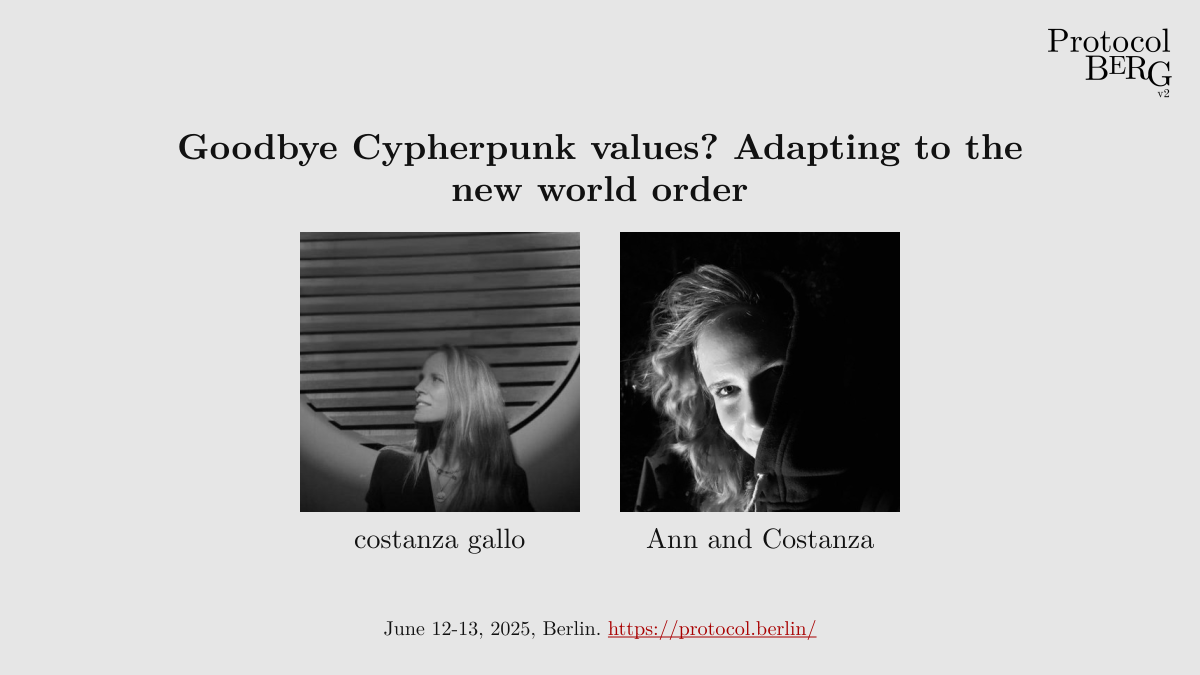 Protocol
BERG
v2
Goodbye Cypherpunk values? Adapting to the
new world order
costanza gallo
Ann and Costanza
June 12-13, 2025, Berlin. https://protocol.berlin/